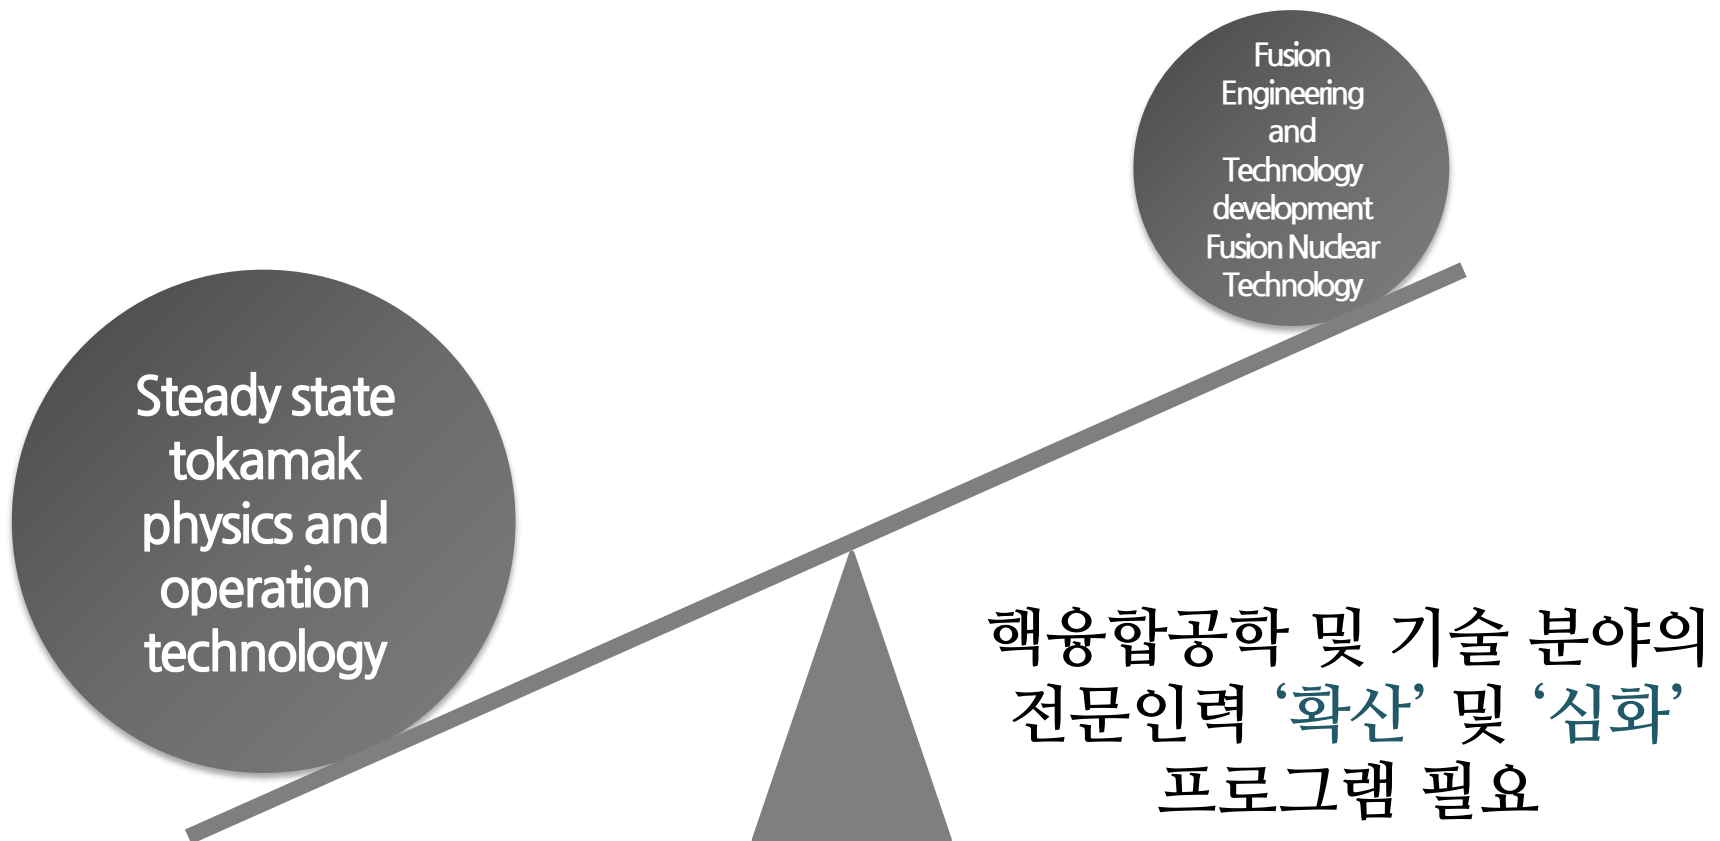 Fusion
Engineering
and
Technology
development
Fusion Nuclear
Technology
Steady state
tokamak
physics and
operation
technology
핵융합공학 및 기술 분야의
전문인력 ‘확산’ 및 ‘심화’
프로그램 필요